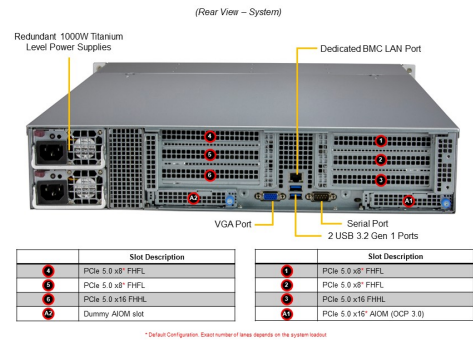 (Rear View – System)
Redundant 1000W Titanium
Level Power Supplies
Dedicated BMC LAN Port
4
5
6
A2
1
2
3
A1
VGA Port
Serial Port
2 USB 3.2 Gen 1 Ports
Slot Description
4 PCIe 5.0 x8* FHFL
5 PCIe 5.0 x8* FHFL
6 PCIe 5.0 x16 FHHL
A2 Dummy AIOM slot
Slot Description
1 PCIe 5.0 x8* FHFL
2 PCIe 5.0 x8* FHFL
3 PCIe 5.0 x16 FHHL
A1 PCIe 5.0 x16* AIOM (OCP 3.0)
* Default Configuration. Exact number of lanes depends on the system loadout